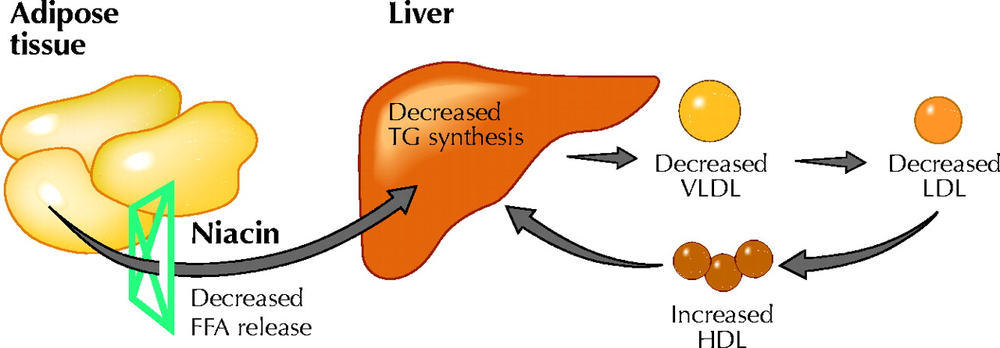 Adipose
tissue
Liver
Decreased
TG synthesis
Decreased
VLDL
Decreased
LDL
Niacin
Decreased
FFA release
Increased
HDL